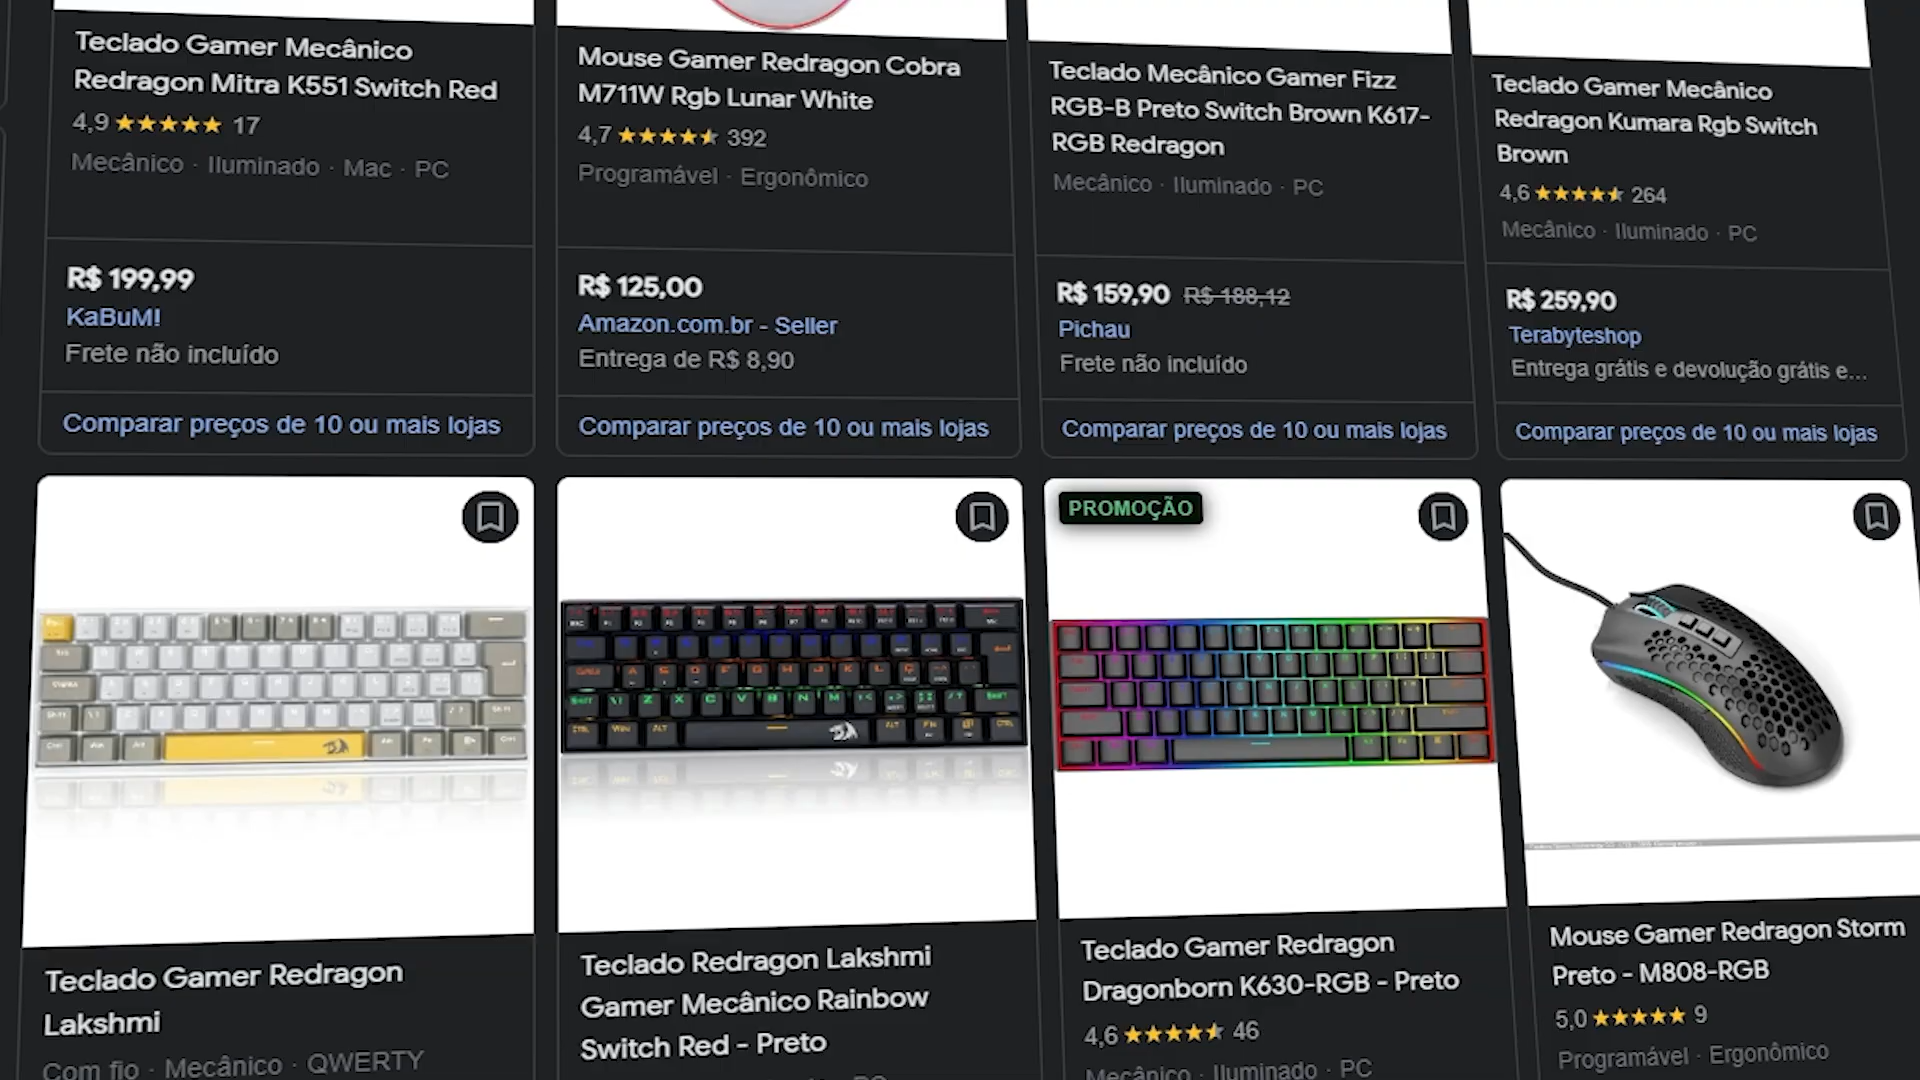 Teclado Gamer Mecânico
Redragon Mitra K551 Switch Red
4,9 17
Mecânico · Iluminado · Mac · PC
R$ 199,99
KaBuM!
Frete não incluído
Comparar preços de 10 ou mais lojas
Mouse Gamer Redragon Cobra
M711W Rgb Lunar White
4,7 392
Programável · Ergonômico
R$ 125,00
Amazon.com.br - Seller
Entrega de R$ 8,90
Comparar preços de 10 ou mais lojas
Teclado Mecânico Gamer Fizz
RGB-B Preto Switch Brown K617-
RGB Redragon
Mecânico · Iluminado · PC
R$ 159,90 R$ 188,12
Pichau
Frete não incluído
Comparar preços de 10 ou mais lojas
Teclado Gamer Mecânico
Redragon Kumara Rgb Switch
Brown
4,6 264
Mecânico · Iluminado · PC
R$ 259,90
Terabyteshop
Entrega grátis e devolução grátis e...
Comparar preços de 10 ou mais lojas
Teclado Gamer Redragon
Lakshmi
Com fio · Mecânico · QWERTY
Teclado Redragon Lakshmi
Gamer Mecânico Rainbow
Switch Red - Preto
PC
PROMOÇÃO
Teclado Gamer Redragon
Dragonborn K630-RGB - Preto
4,6 46
Mecânico · Iluminado · PC
Mouse Gamer Redragon Storm
Preto - M808-RGB
5,0 9
Programável · Ergonômico